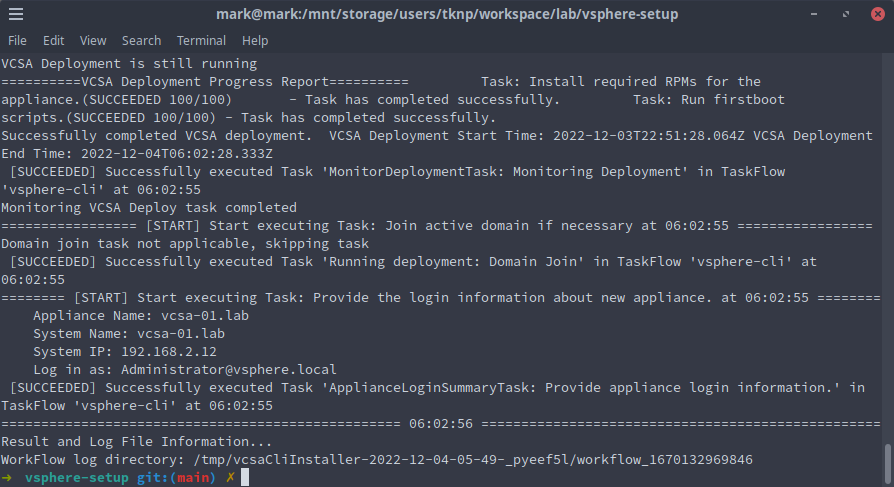 mark@mark:/mnt/storage/users/tknp/workspace/lab/vsphere-setup
File Edit View Search Terminal Help
VCSA Deployment is still running
==========VCSA Deployment Progress Report==========         Task: Install required RPMs for the
appliance.(SUCCEEDED 100/100)       - Task has completed successfully.         Task: Run firstboot
scripts.(SUCCEEDED 100/100) - Task has completed successfully.
Successfully completed VCSA deployment.  VCSA Deployment Start Time: 2022-12-03T22:51:28.064Z VCSA Deployment
End Time: 2022-12-04T06:02:28.333Z
 [SUCCEEDED] Successfully executed Task 'MonitorDeploymentTask: Monitoring Deployment' in TaskFlow
'vsphere-cli' at 06:02:55
Monitoring VCSA Deploy task completed
================= [START] Start executing Task: Join active domain if necessary at 06:02:55 =================
Domain join task not applicable, skipping task
 [SUCCEEDED] Successfully executed Task 'Running deployment: Domain Join' in TaskFlow 'vsphere-cli' at
06:02:55
======== [START] Start executing Task: Provide the login information about new appliance. at 06:02:55 ========
    Appliance Name: vcsa-01.lab
    System Name: vcsa-01.lab
    System IP: 192.168.2.12
    Log in as: Administrator@vsphere.local
 [SUCCEEDED] Successfully executed Task 'ApplianceLoginSummaryTask: Provide appliance login information.' in
TaskFlow 'vsphere-cli' at 06:02:55
================================================== 06:02:56 ==================================================
Result and Log File Information...
WorkFlow log directory: /tmp/vcsaCliInstaller-2022-12-04-05-49-_pyeef5l/workflow_1670132969846
➜  vsphere-setup git:(main) ✗